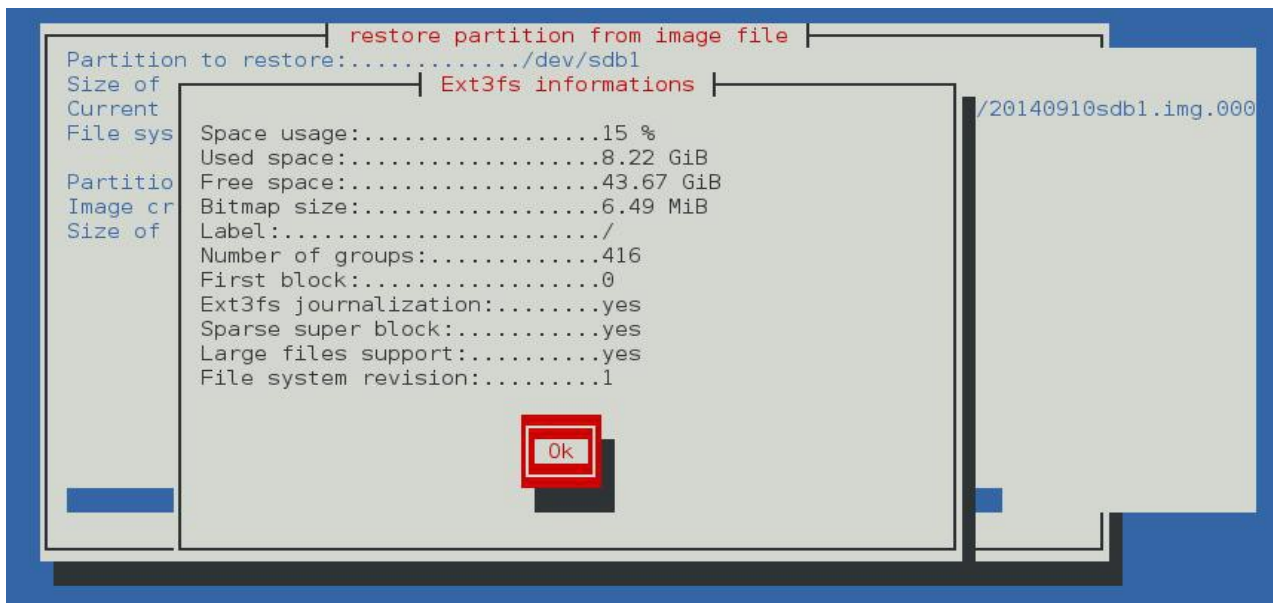 restore partition from image file
Partition to restore:............./dev/sdb1
Size of
Current
/20140910sdb1.img.000
File sys
Partitio
Image cr
Size of
Ext3fs informations
Space usage:...................15 %
Used space:....................8.22 GiB
Free space:....................43.67 GiB
Bitmap size:...................6.49 MiB
Label:........................./
Number of groups:.............416
First block:...................0
Ext3fs journalization:........yes
Sparse super block:...........yes
Large files support:..........yes
File system revision:.........1
Ok